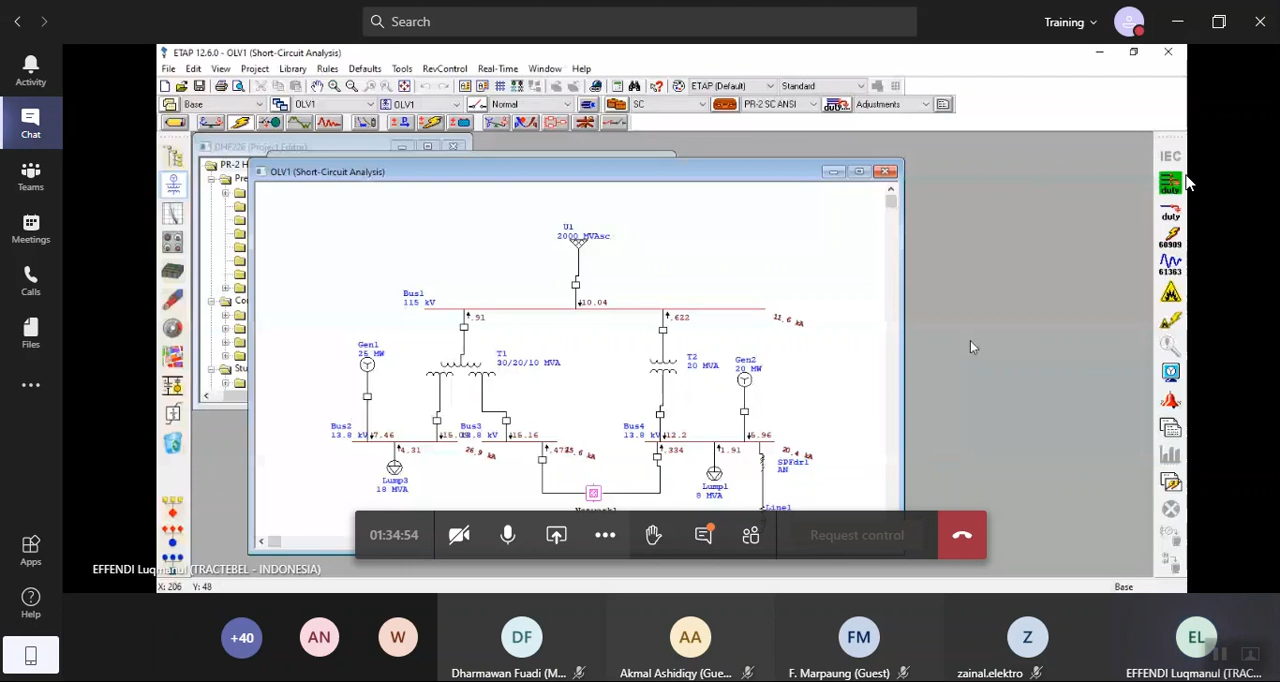 Search
Training
Activity
Chat
Teams
Meetings
Calls
Files
Apps
Help
ETAP 12.6.0 - OLV1 (Short-Circuit Analysis)
File Edit View Project Library Rules Defaults Tools RevControl Real-Time Window Help
ETAP (Default) Standard
Base OLV1 OLV1 Normal SC PR-2 SC ANSI Adjustments
OLV1 (Short-Circuit Analysis)
U1
2000 MVAsc
Bus1
115 kV
10.04
.91
.622
11.6 kA
Gen1
25 MW
T1
30/20/10 MVA
T2
20 MVA
Gen2
20 MW
Bus2
13.8 kV
7.46
Bus3
15.16
Bus4
13.8 kV
12.2
5.96
4.31
26.9 kA
.334
1.91
20.4 kA
Lump3
18 MVA
Lump1
8 MVA
SPFdr1
AN
Line1
IEC
duty
duty
60909
61363
01:34:54
Request control
EFFENDI Luqmanul (TRACTEBEL - INDONESIA)
X: 206 Y: 48
Base
+40
AN
W
DF
AA
FM
Z
EL
Dharmawan Fuadi (M...
Akmal Ashidiqy (Gue...
F. Marpaung (Guest)
zainal.elektro
EFFENDI Luqmanul (TRAC...